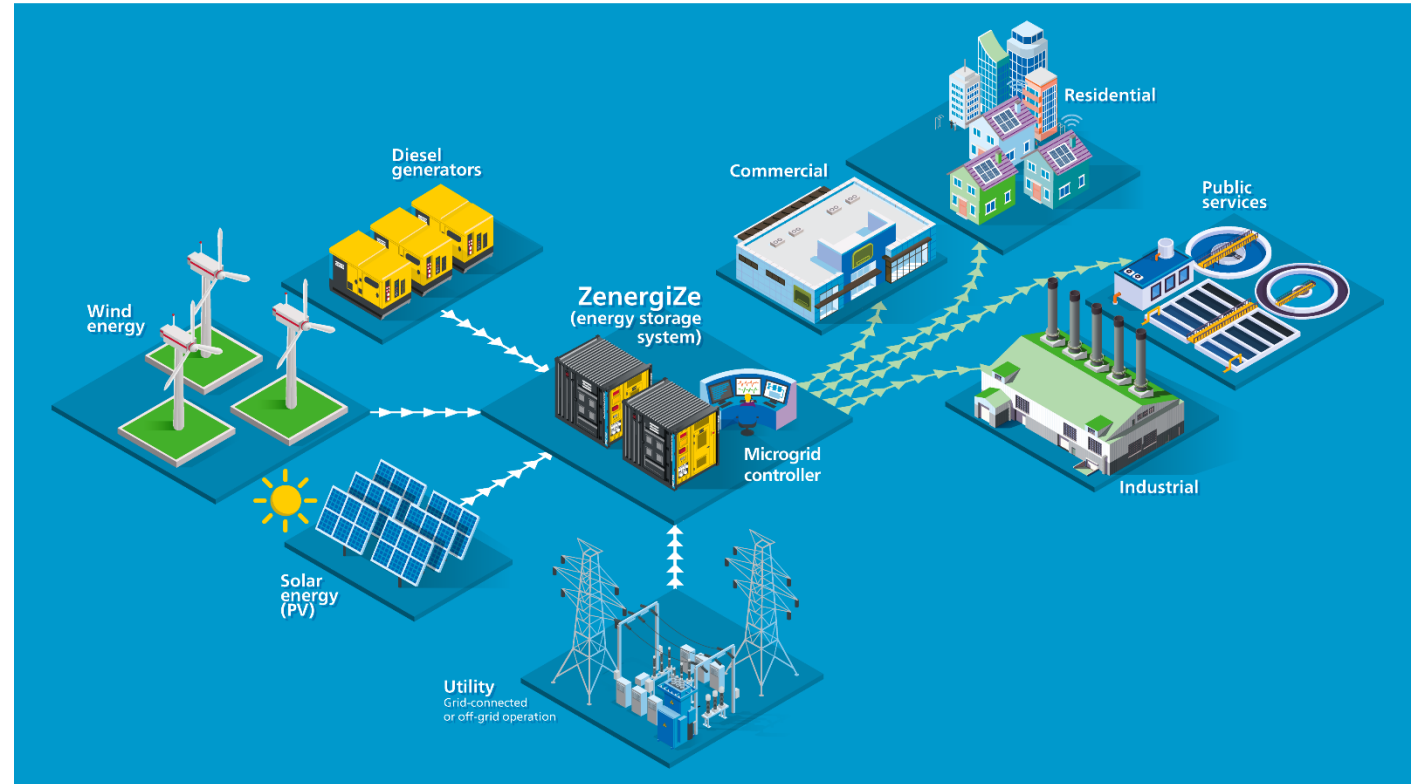 Residential
Diesel
generators
Commercial
Public
services
ZenergiZe
(energy storage
system)
Wind
energy
Microgrid
controller
Industrial
Solar
energy
(PV)
Utility
Grid-connected
or off-grid operation